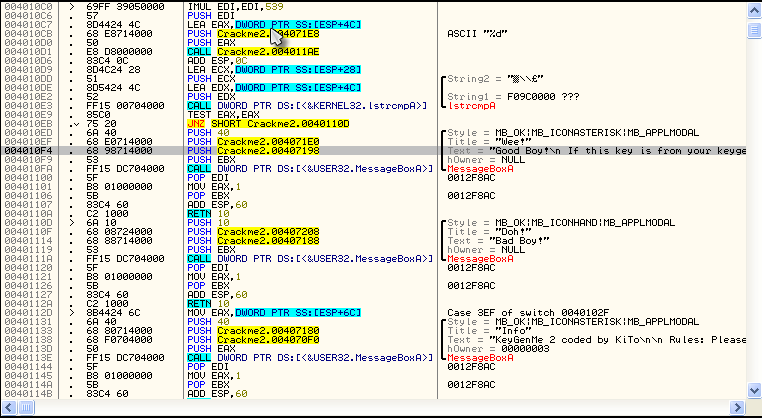 004010C0 > 69FF 39050000 IMUL EDI,EDI,539
004010C6 . 57 PUSH EDI
004010C7 . 8D4424 4C LEA EAX,DWORD PTR SS:[ESP+4C]
004010CB . 68 E8714000 PUSH Crackme2.004071E8 ASCII "%d"
004010D0 . 50 PUSH EAX
004010D1 . E8 D8000000 CALL Crackme2.004011AE
004010D6 . 83C4 0C ADD ESP,0C
004010D9 . 8D4C24 28 LEA ECX,DWORD PTR SS:[ESP+28]
004010DD . 51 PUSH ECX String2
004010DE . 8D5424 4C LEA EDX,DWORD PTR SS:[ESP+4C]
004010E2 . 52 PUSH EDX String1 = F09C0000 ???
004010E3 . FF15 00704000 CALL DWORD PTR DS:[<&KERNEL32.lstrcmpA>] lstrcmpA
004010E9 . 85C0 TEST EAX,EAX
004010EB . 75 20 JNZ SHORT Crackme2.0040110D
004010ED . 6A 40 PUSH 40 Style = MB_OK|MB_ICONASTERISK|MB_APPLMODAL
004010EF . 68 E0714000 PUSH Crackme2.004071E0 Title = "Wee!"
004010F4 . 68 98714000 PUSH Crackme2.00407198 Text = "Good Boy!\n If this key is from your keyge
004010F9 . 53 PUSH EBX hOwner = NULL
004010FA . FF15 DC704000 CALL DWORD PTR DS:[<&USER32.MessageBoxA>] MessageBoxA
00401100 . 5F POP EDI 0012F8AC
00401101 . B8 01000000 MOV EAX,1
00401106 . 5B POP EBX 0012F8AC
00401107 . 83C4 60 ADD ESP,60
0040110A . C2 1000 RETN 10
0040110D > 6A 10 PUSH 10 Style = MB_OK|MB_ICONHAND|MB_APPLMODAL
0040110F . 68 08724000 PUSH Crackme2.00407208 Title = "Doh!"
00401114 . 68 88714000 PUSH Crackme2.00407188 Text = "Bad Boy!"
00401119 . 53 PUSH EBX hOwner = NULL
0040111A . FF15 DC704000 CALL DWORD PTR DS:[<&USER32.MessageBoxA>] MessageBoxA
00401120 . 5F POP EDI 0012F8AC
00401121 . B8 01000000 MOV EAX,1
00401126 . 5B POP EBX 0012F8AC
00401127 . 83C4 60 ADD ESP,60
0040112A . C2 1000 RETN 10
0040112D > 8B4424 6C MOV EAX,DWORD PTR SS:[ESP+6C] Case 3EF of switch 0040102F
00401131 . 6A 40 PUSH 40 Style = MB_OK|MB_ICONASTERISK|MB_APPLMODAL
00401133 . 68 80714000 PUSH Crackme2.00407180 Title = "Info"
00401138 . 68 F0704000 PUSH Crackme2.004070F0 Text = "KeyGenMe 2 coded by KiTo\n\n Rules: Please
0040113D . 50 PUSH EAX hOwner = 00000003
0040113E . FF15 DC704000 CALL DWORD PTR DS:[<&USER32.MessageBoxA>] MessageBoxA
00401144 . 5F POP EDI 0012F8AC
00401145 . B8 01000000 MOV EAX,1
0040114A . 5B POP EBX 0012F8AC
0040114B . 83C4 60 ADD ESP,60